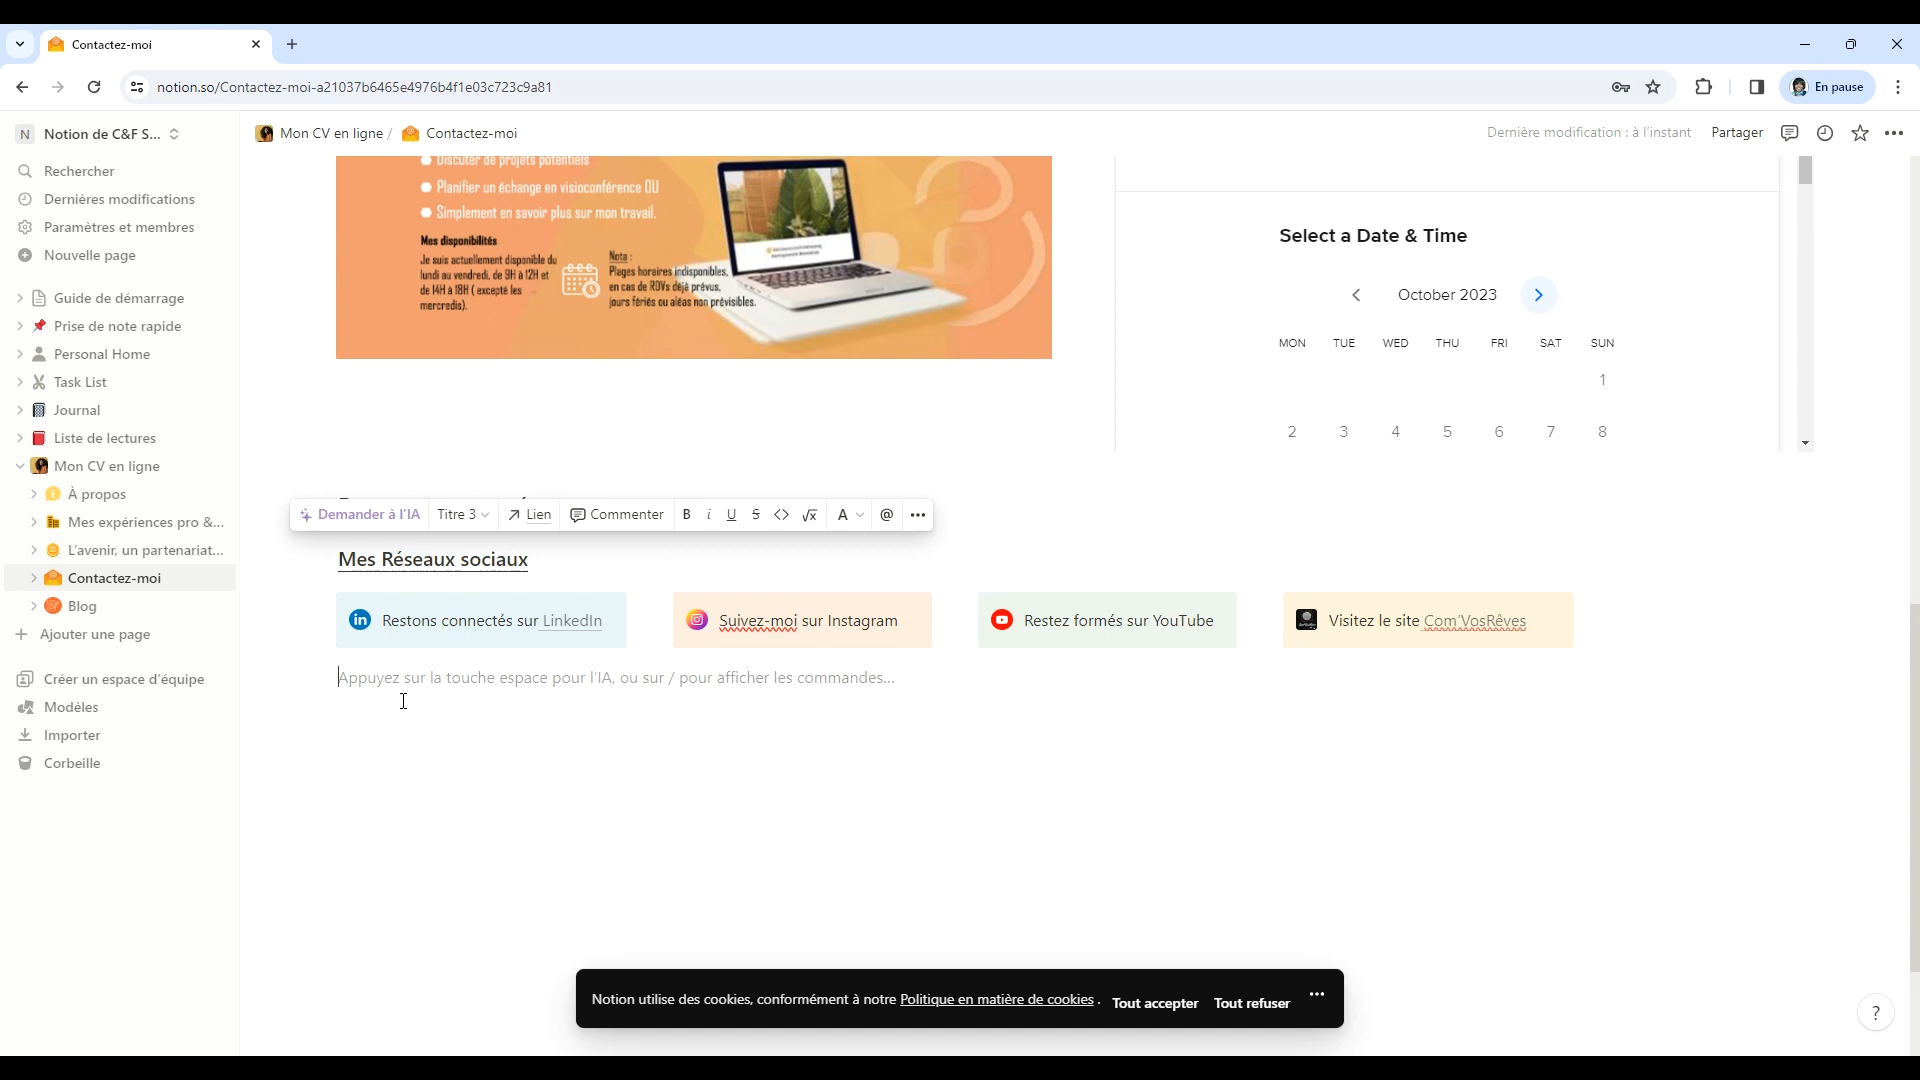 Contactez-moi
notion.so/Contactez-moi-a21037b6465e4976b4f1e03c723c9a81
En pause
N Notion de C&F S...
Mon CV en ligne / Contactez-moi
Dernière modification : à l'instant
Partager
Rechercher
Dernières modifications
Paramètres et membres
Nouvelle page
Guide de démarrage
Prise de note rapide
Personal Home
Task List
Journal
Liste de lectures
Mon CV en ligne
À propos
Mes expériences pro &...
L'avenir, un partenariat...
Contactez-moi
Blog
Ajouter une page
Créer un espace d'équipe
Modèles
Importer
Corbeille
Discuter de projets potentiels
Planifier un échange en visioconférence OU
Simplement en savoir plus sur mon travail.
Mes disponibilités
Je suis actuellement disponible du
lundi au vendredi, de 9H à 12H et
de 14H à 18H ( excepté les
mercredis).
Nota :
Plages horaires indisponibles,
en cas de RDVs déjà prévus,
jours fériés ou aléas non prévisibles.
Select a Date & Time
October 2023
MON TUE WED THU FRI SAT SUN
1
2 3 4 5 6 7 8
Demander à l'IA Titre 3 Lien Commenter B i U S <> √x A @ •••
Mes Réseaux sociaux
in Restons connectés sur LinkedIn
Suivez-moi sur Instagram
Restez formés sur YouTube
Visitez le site Com'VosRêves
Appuyez sur la touche espace pour l'IA, ou sur / pour afficher les commandes...
Notion utilise des cookies, conformément à notre Politique en matière de cookies . Tout accepter Tout refuser
?